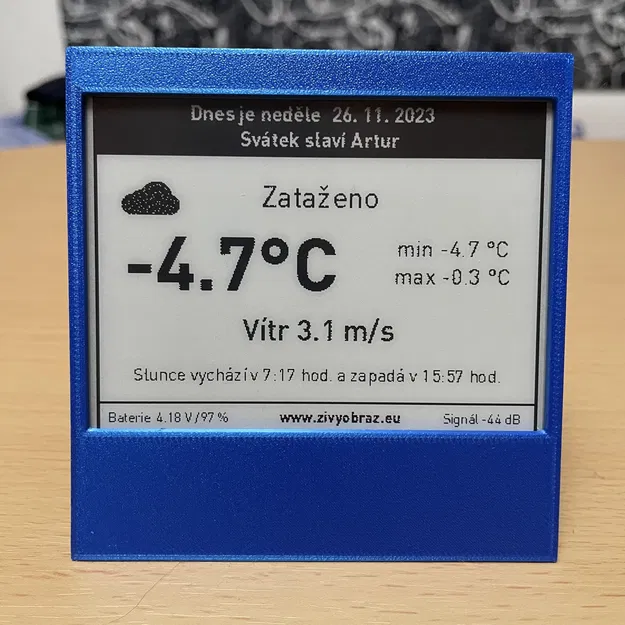 Dnes je neděle 26. 11. 2023
Svátek slaví Artur
Zataženo
-4.7°C
min -4.7 °C
max -0.3 °C
Vítr 3.1 m/s
Slunce vychází v 7:17 hod. a zapadá v 15:57 hod.
Baterie 4.18 V/97 % www.zivyobraz.eu Signál -44 dB